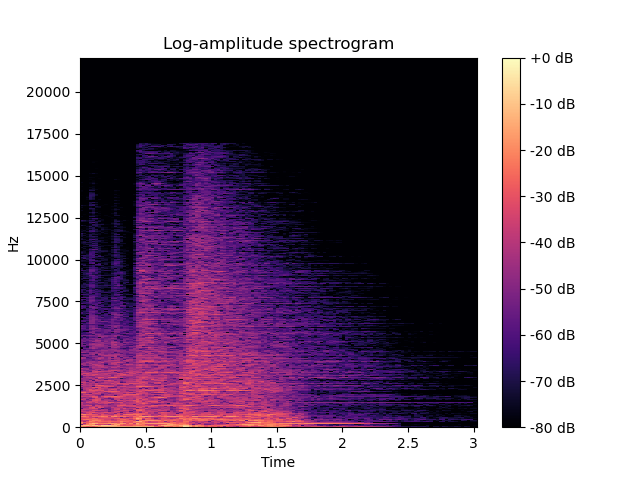 Log-amplitude spectrogram
Hz
20000
17500
15000
12500
10000
7500
5000
2500
0
0 0.5 1 1.5 2 2.5 3
Time
+0 dB
-10 dB
-20 dB
-30 dB
-40 dB
-50 dB
-60 dB
-70 dB
-80 dB